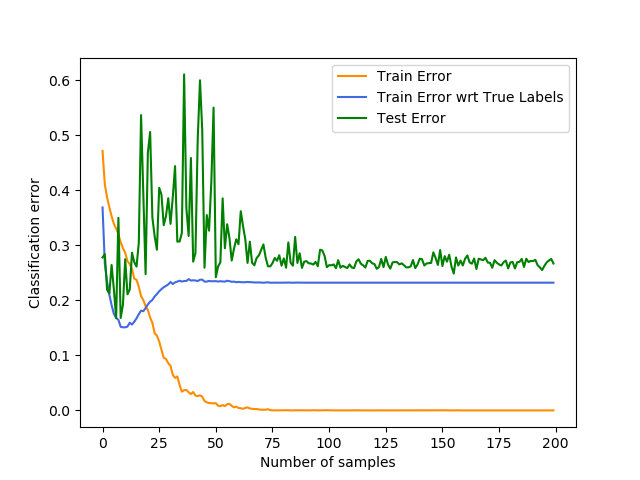 Train Error
Train Error wrt True Labels
Test Error
0.6
0.5
0.4
0.3
0.2
0.1
0.0
Classification error
0 25 50 75 100 125 150 175 200
Number of samples